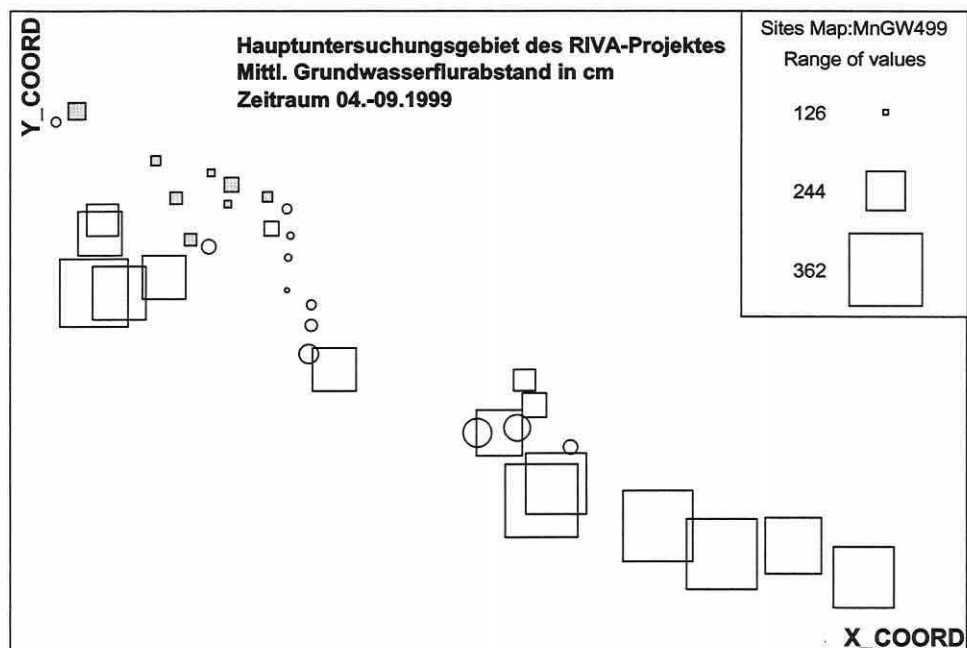 Y_COORD
Hauptuntersuchungsgebiet des RIVA-Projektes
Mittl. Grundwasserflurabstand in cm
Zeitraum 04.-09.1999
Sites Map:MnGW499
Range of values
126
244
362
X_COORD